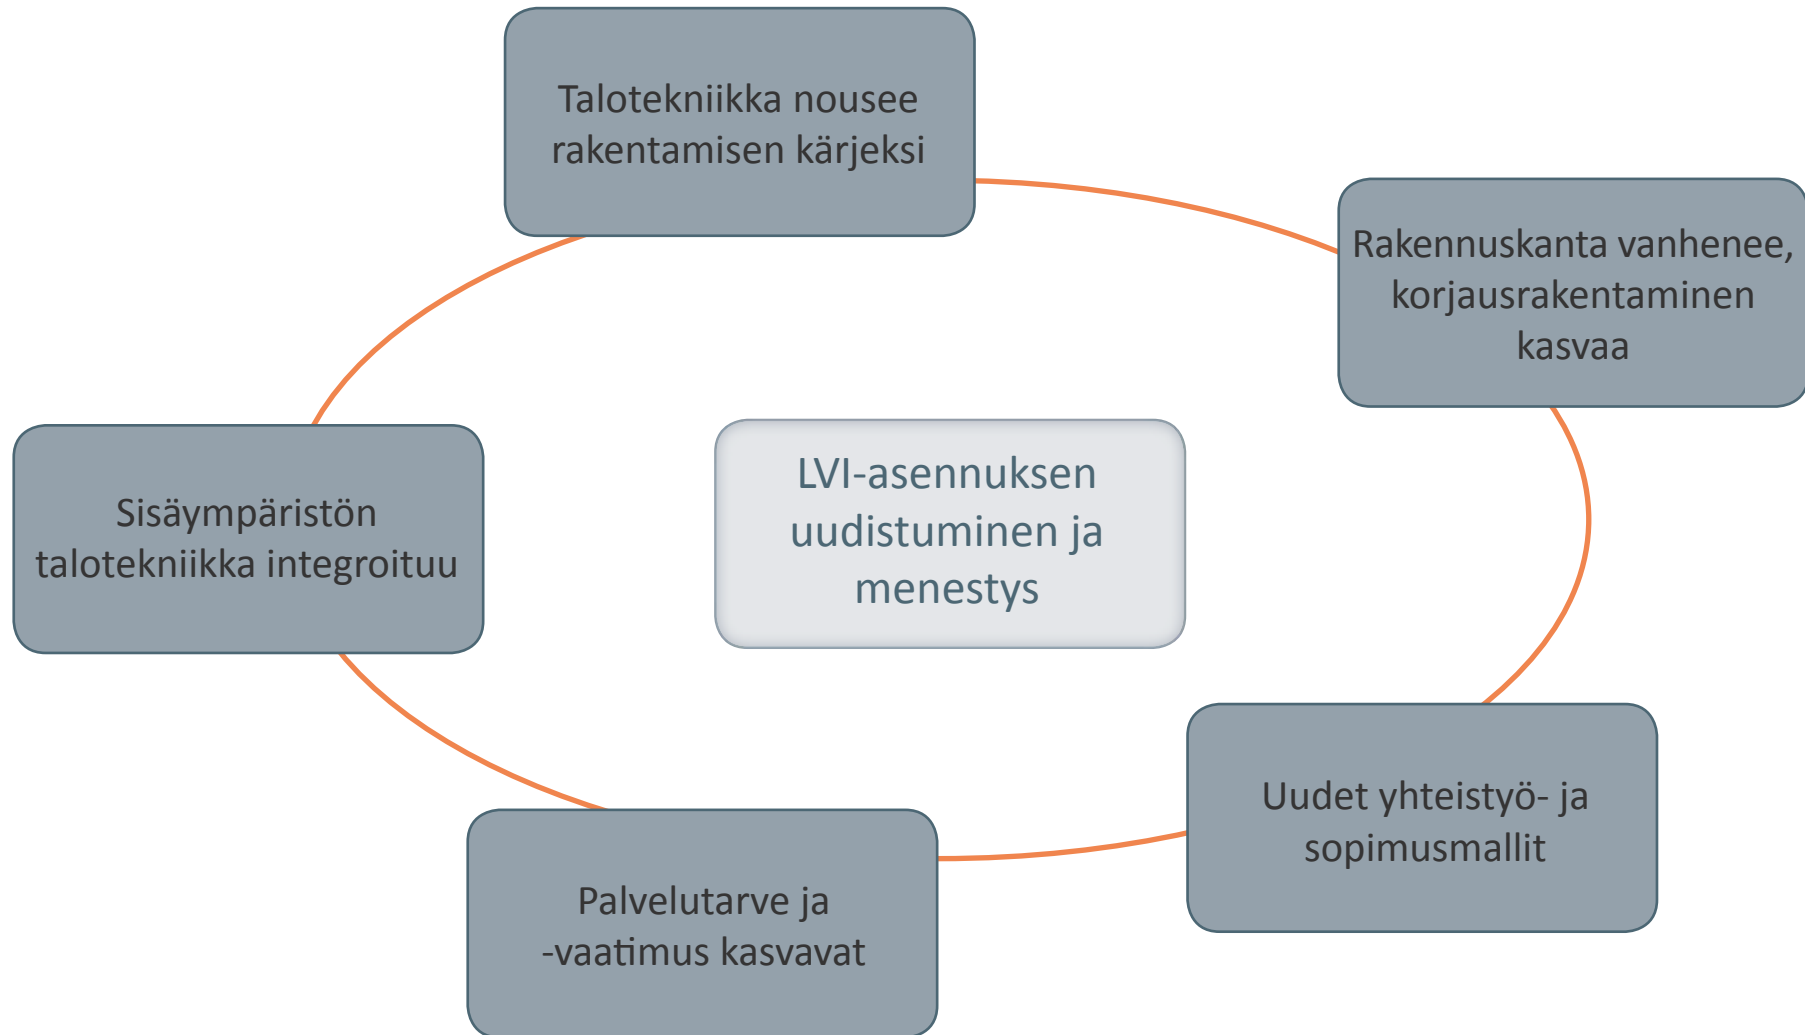 Talotekniikka nousee
rakentamisen kärjeksi
Rakennuskanta vanhenee,
korjausrakentaminen
kasvaa
LVI-asennuksen
uudistuminen ja
menestys
Sisäympäristön
talotekniikka integroituu
Uudet yhteistyö- ja
sopimusmallit
Palvelutarve ja
-vaatimus kasvavat